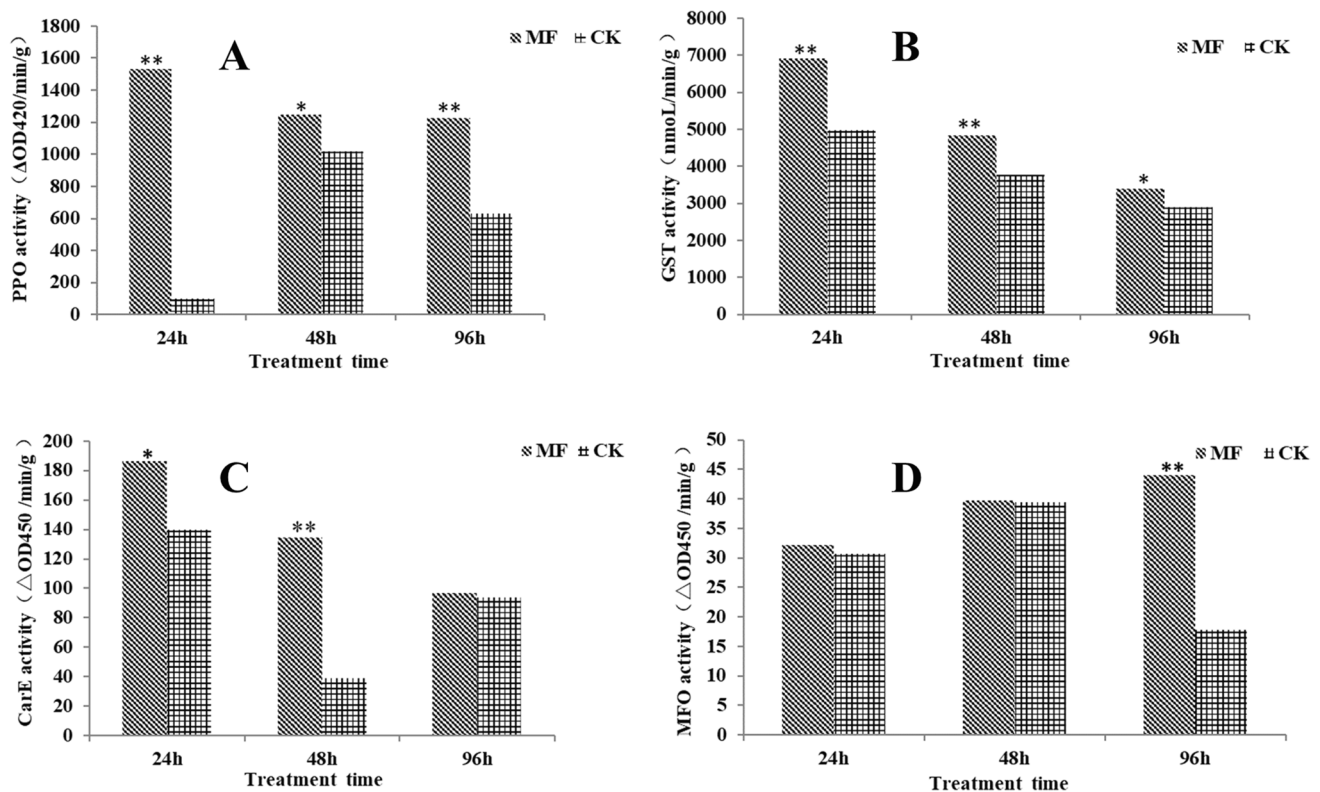 A
MF CK
PPO activity（ΔOD420/min/g）
1800
1600
1400
1200
1000
800
600
400
200
0
**
*
**
24h 48h 96h
Treatment time
B
MF CK
GST activity（nmoL/min/g）
8000
7000
6000
5000
4000
3000
2000
1000
0
**
**
*
24h 48h 96h
Treatment time
C
MF CK
CarE activity（△OD450 /min/g）
200
180
160
140
120
100
80
60
40
20
0
*
**
24h 48h 96h
Treatment time
D
MF CK
MFO activity（△OD450 /min/g）
50
45
40
35
30
25
20
15
10
5
0
**
24h 48h 96h
Treatment time